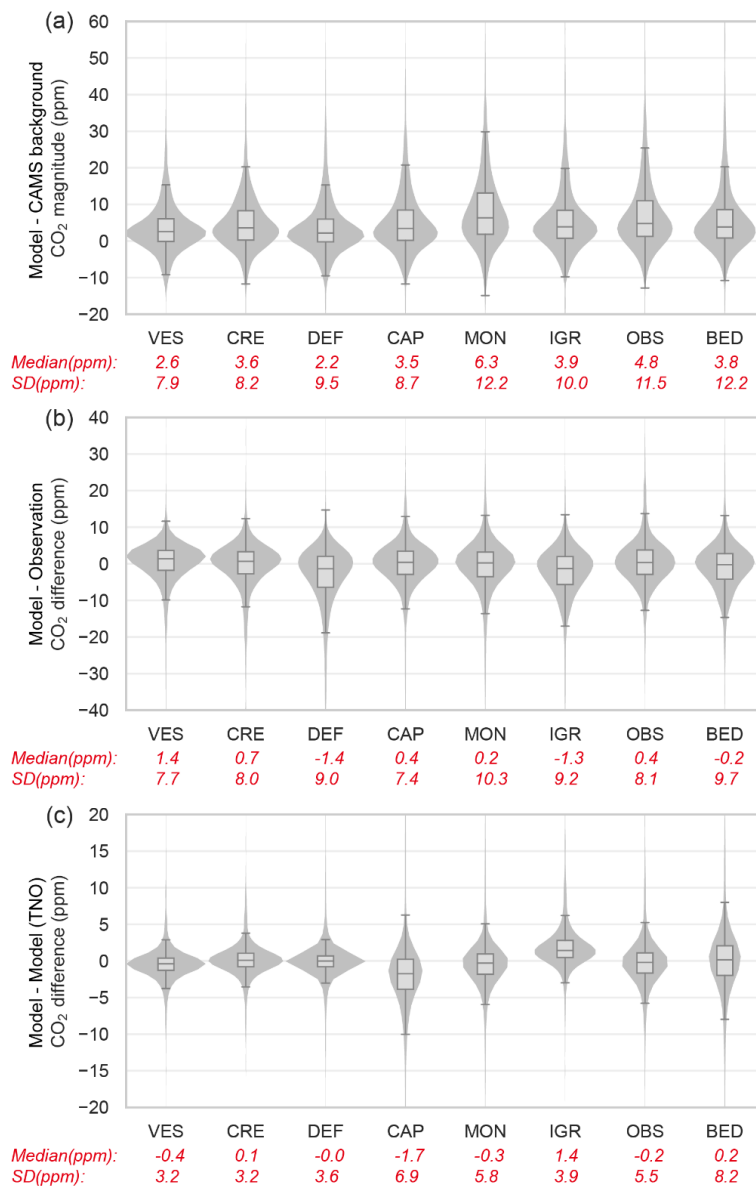 (a)
Model - CAMS background
CO₂ magnitude (ppm)
60
50
40
30
20
10
0
−10
−20
VES CRE DEF CAP MON IGR OBS BED
Median(ppm): 2.6 3.6 2.2 3.5 6.3 3.9 4.8 3.8
SD(ppm): 7.9 8.2 9.5 8.7 12.2 10.0 11.5 12.2
(b)
Model - Observation
CO₂ difference (ppm)
40
30
20
10
0
−10
−20
−30
−40
VES CRE DEF CAP MON IGR OBS BED
Median(ppm): 1.4 0.7 -1.4 0.4 0.2 -1.3 0.4 -0.2
SD(ppm): 7.7 8.0 9.0 7.4 10.3 9.2 8.1 9.7
(c)
Model - Model (TNO)
CO₂ difference (ppm)
20
15
10
5
0
−5
−10
−15
−20
VES CRE DEF CAP MON IGR OBS BED
Median(ppm): -0.4 0.1 -0.0 -1.7 -0.3 1.4 -0.2 0.2
SD(ppm): 3.2 3.2 3.6 6.9 5.8 3.9 5.5 8.2